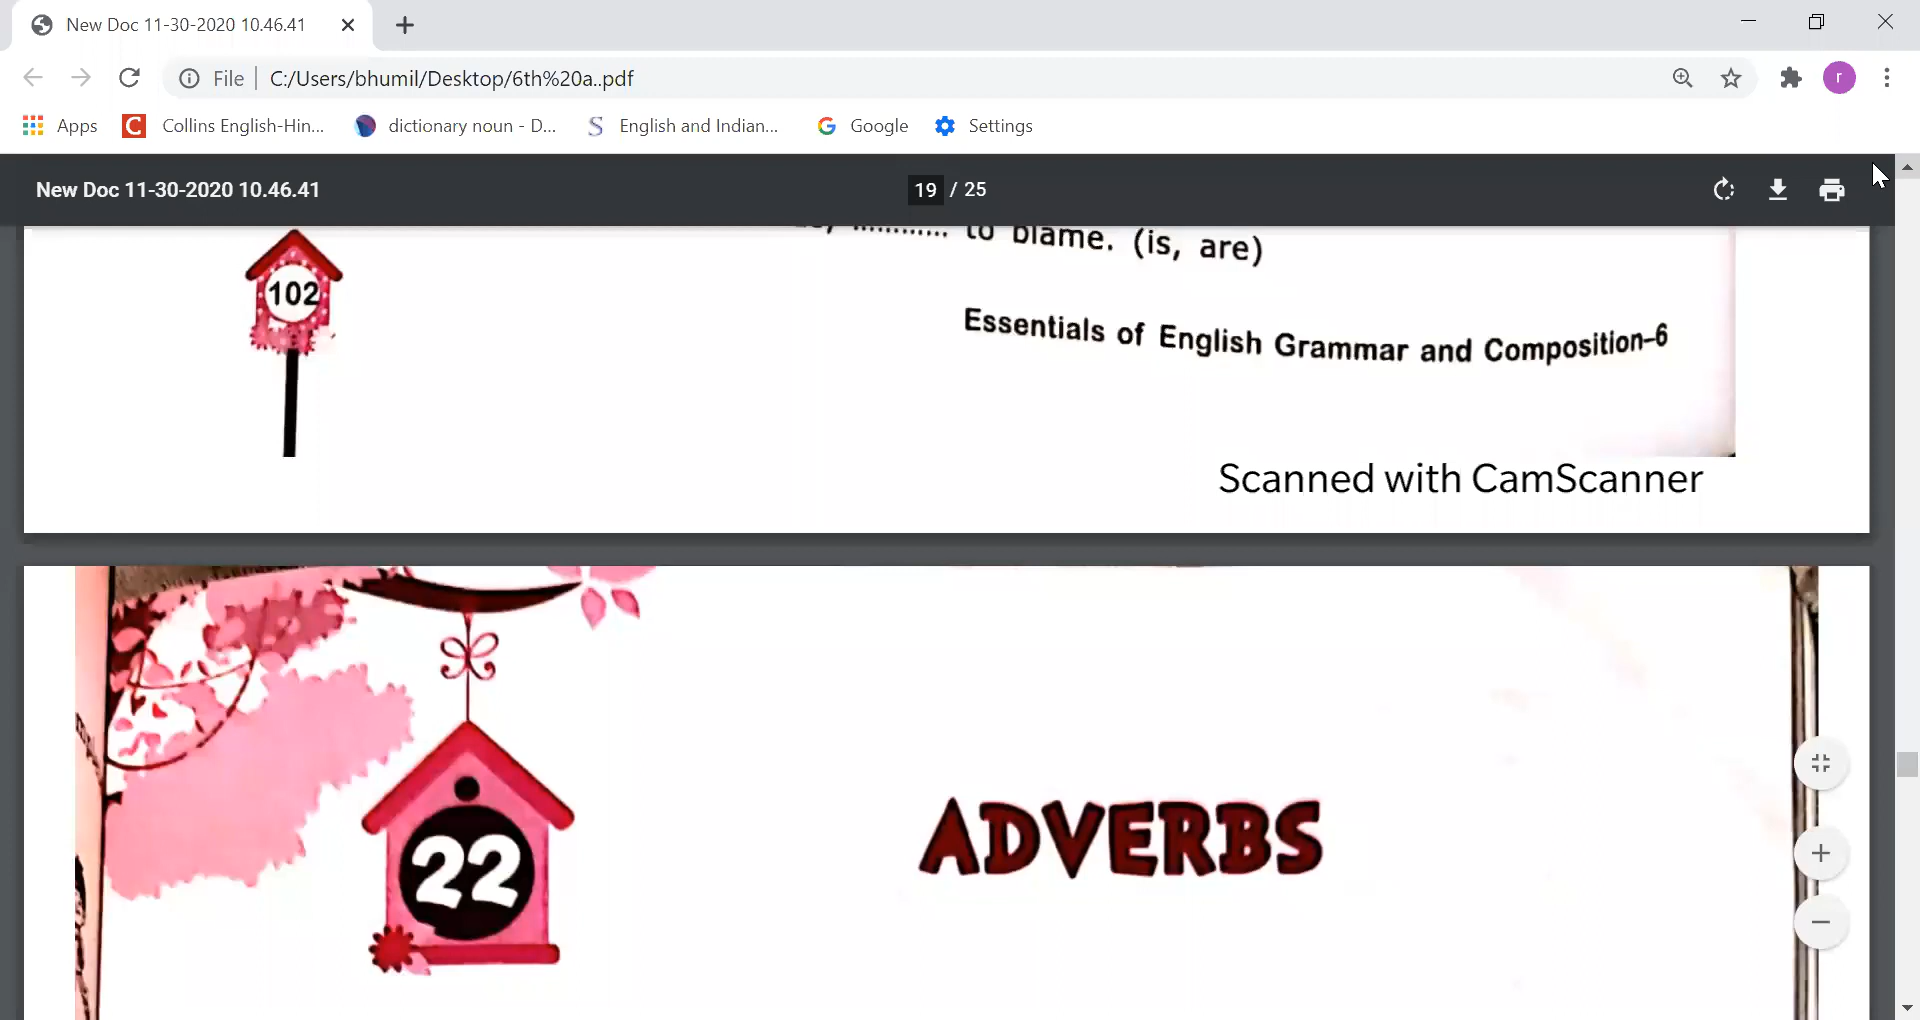 New Doc 11-30-2020 10.46.41
File C:/Users/bhumil/Desktop/6th%20a..pdf
r
Apps Collins English-Hin... dictionary noun - D... English and Indian... Google Settings
New Doc 11-30-2020 10.46.41 19 / 25
............ to blame. (is, are)
102
Essentials of English Grammar and Composition–6
Scanned with CamScanner
22
ADVERBS